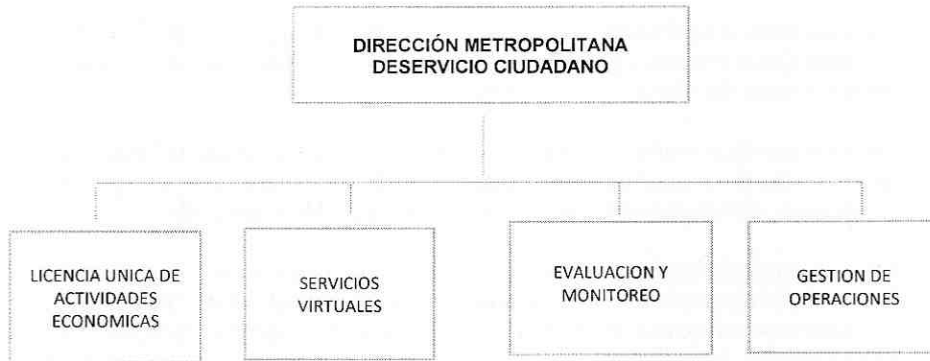 DIRECCIÓN METROPOLITANA
DESERVICIO CIUDADANO
LICENCIA UNICA DE
ACTIVIDADES
ECONOMICAS
SERVICIOS
VIRTUALES
EVALUACION Y
MONITOREO
GESTION DE
OPERACIONES